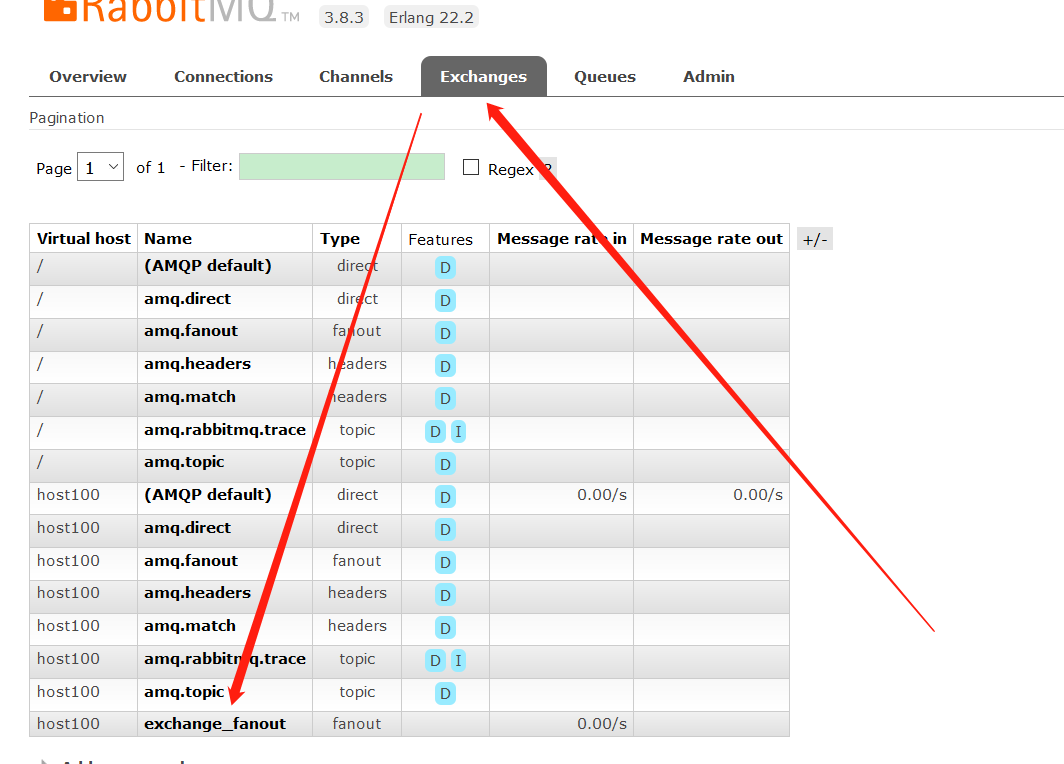 RabbitMQ TM 3.8.3 Erlang 22.2
Overview Connections Channels Exchanges Queues Admin
Pagination
Page 1 of 1 - Filter: Regex ?
Virtual host Name Type Features Message rate in Message rate out +/-
/ (AMQP default) direct D
/ amq.direct direct D
/ amq.fanout fanout D
/ amq.headers headers D
/ amq.match headers D
/ amq.rabbitmq.trace topic D I
/ amq.topic topic D
host100 (AMQP default) direct D 0.00/s 0.00/s
host100 amq.direct direct D
host100 amq.fanout fanout D
host100 amq.headers headers D
host100 amq.match headers D
host100 amq.rabbitmq.trace topic D I
host100 amq.topic topic D
host100 exchange_fanout fanout 0.00/s